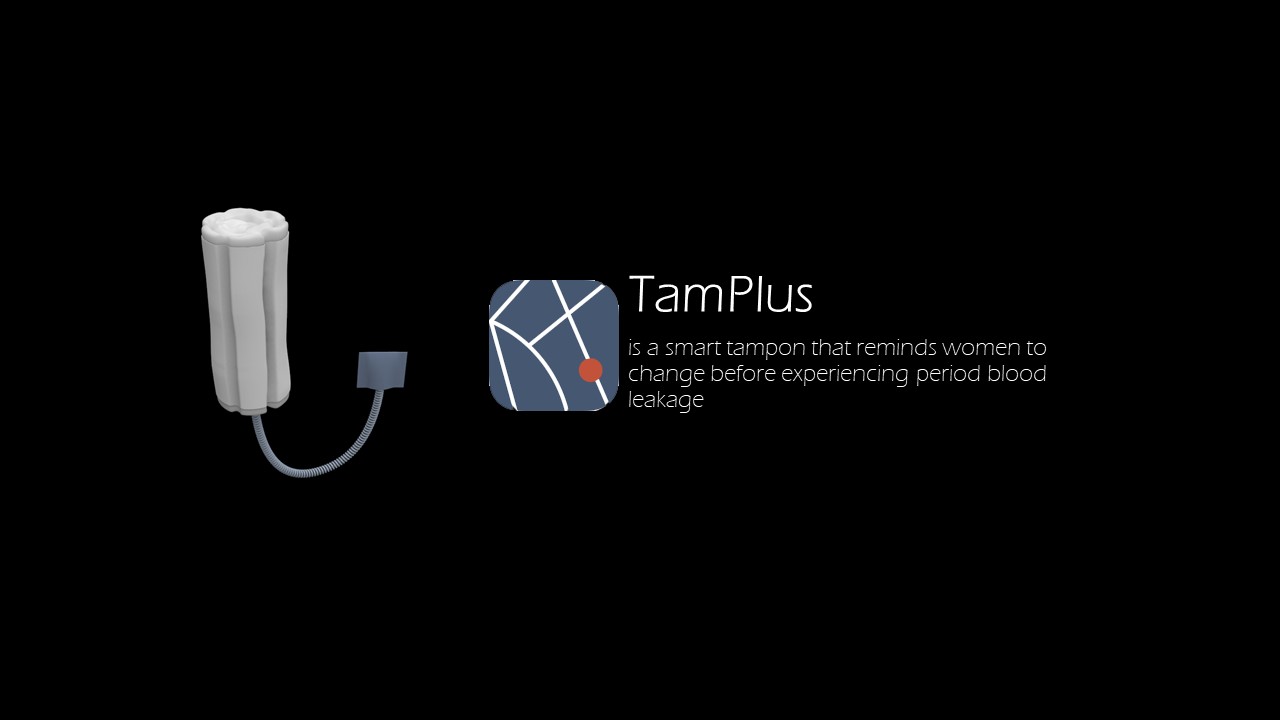 TamPlus
is a smart tampon that reminds women to
change before experiencing period blood
leakage